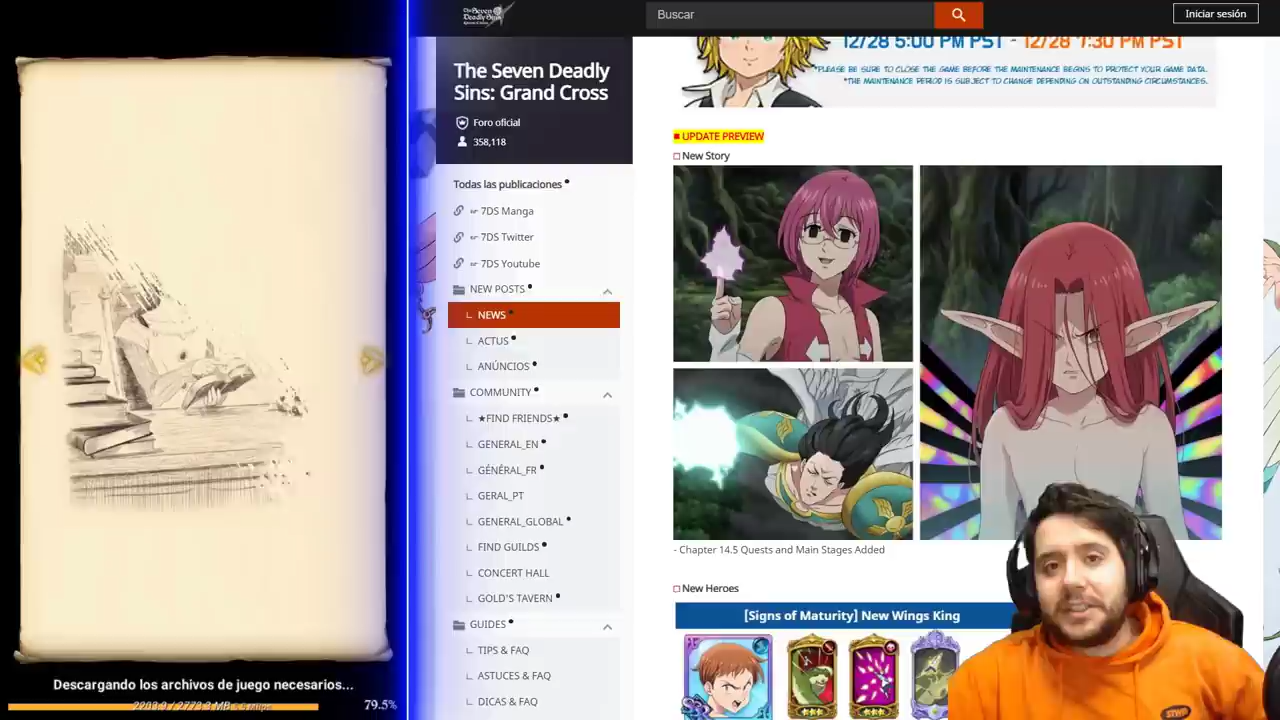 The Seven Deadly Sins
Buscar
Iniciar sesión
The Seven Deadly
Sins: Grand Cross
Foro oficial
358,118
Todas las publicaciones
7DS Manga
7DS Twitter
7DS Youtube
NEW POSTS
NEWS
ACTUS
ANÚNCIOS
COMMUNITY
★FIND FRIENDS★
GENERAL_EN
GÉNÉRAL_FR
GERAL_PT
GENERAL_GLOBAL
FIND GUILDS
CONCERT HALL
GOLD'S TAVERN
GUIDES
TIPS & FAQ
ASTUCES & FAQ
DICAS & FAQ
12/28 5:00 PM PST - 12/28 7:30 PM PST
*PLEASE BE SURE TO CLOSE THE GAME BEFORE THE MAINTENANCE BEGINS TO PROTECT YOUR GAME DATA.
*THE MAINTENANCE PERIOD IS SUBJECT TO CHANGE DEPENDING ON OUTSTANDING CIRCUMSTANCES.
■ UPDATE PREVIEW
□ New Story
- Chapter 14.5 Quests and Main Stages Added
□ New Heroes
[Signs of Maturity] New Wings King
Descargando los archivos de juego necesarios...
79.5%